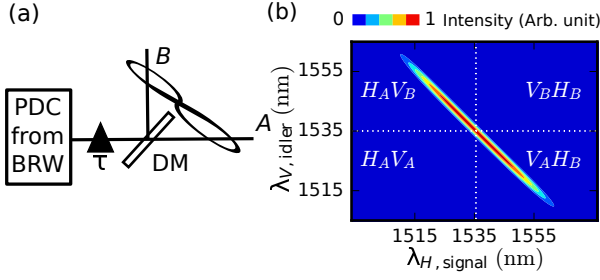 (a)
B
A
PDC
from
BRW
τ
DM
(b)
0 1 Intensity (Arb. unit)
λV,idler (nm)
1555
1535
1515
HAVB
VBHB
HAVA
VAHB
1515 1535 1555
λH,signal (nm)